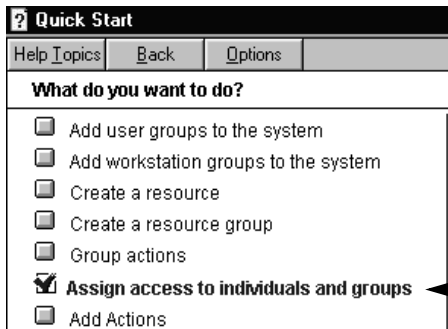 ? Quick Start
Help Topics Back Options
What do you want to do?
Add user groups to the system
Add workstation groups to the system
Create a resource
Create a resource group
Group actions
Assign access to individuals and groups
Add Actions